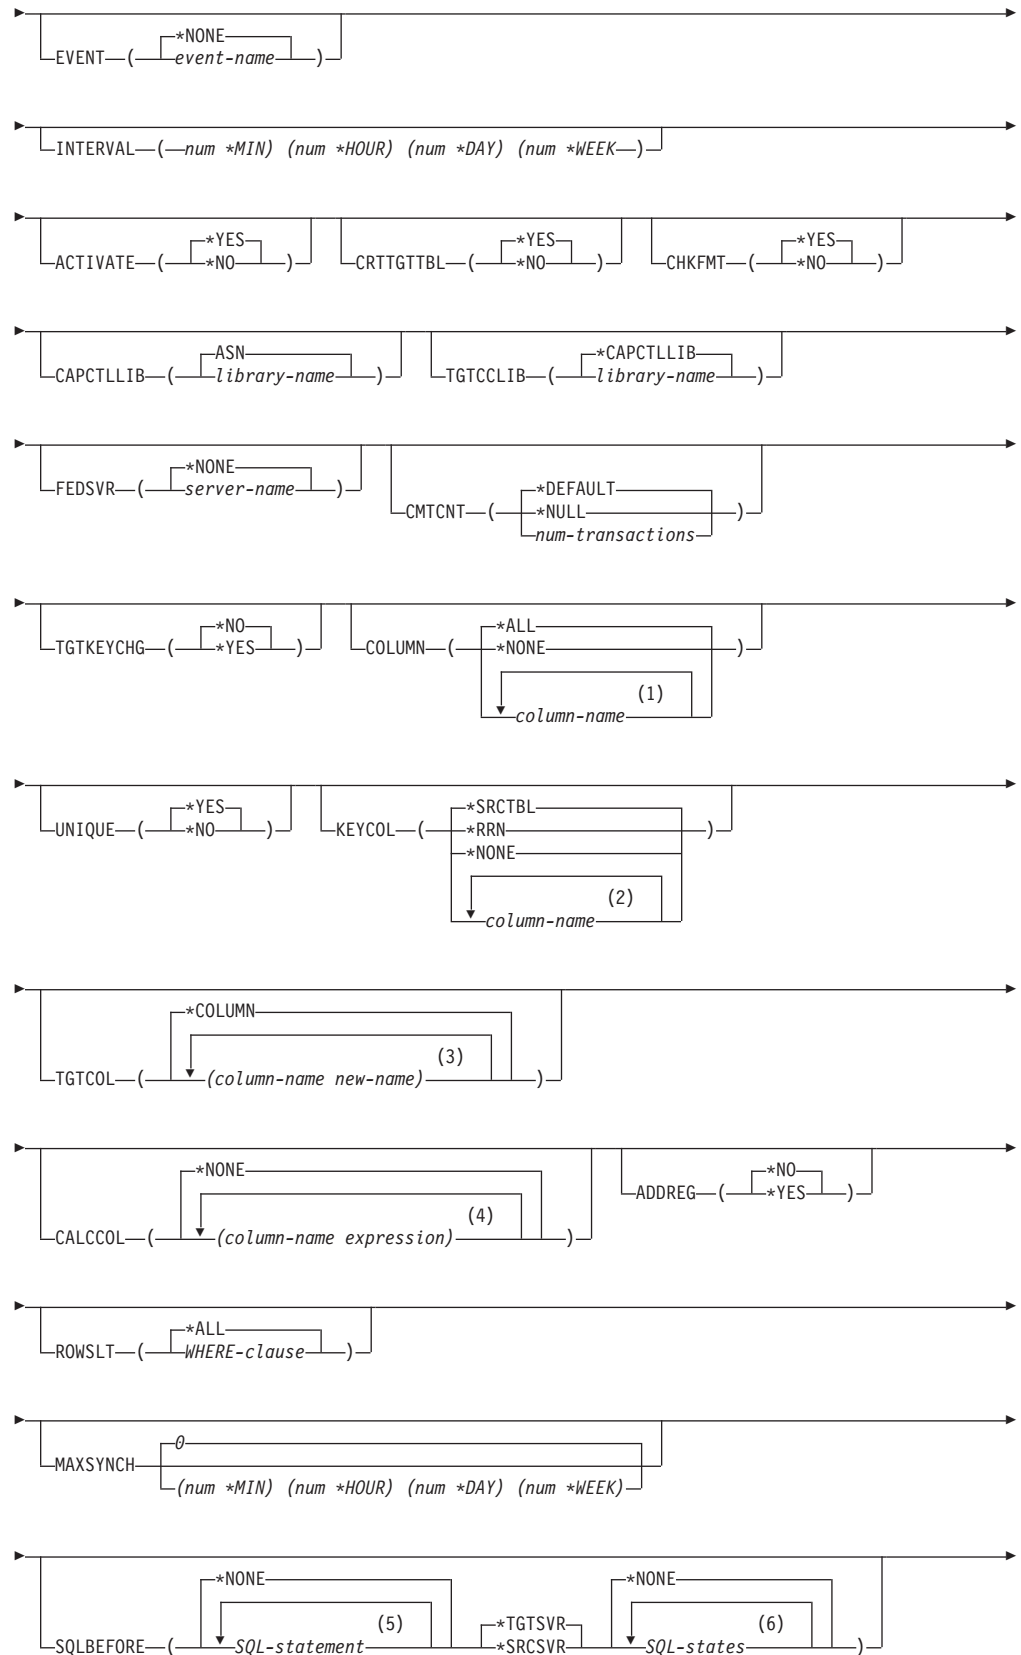 *NONE
EVENT ( event-name )
INTERVAL ( num *MIN) (num *HOUR) (num *DAY) (num *WEEK )
*YES *YES *YES
ACTIVATE ( *NO ) CRTTGTTBL ( *NO ) CHKFMT ( *NO )
ASN *CAPCTLLIB
CAPCTLLIB ( library-name ) TGTCCLIB ( library-name )
*NONE
FEDSVR ( server-name )
*DEFAULT
CMTCNT ( *NULL )
num-transactions
*NO *ALL
TGTKEYCHG ( *YES ) COLUMN ( *NONE )
(1)
column-name
*YES *SRCTBL
UNIQUE ( *NO ) KEYCOL ( *RRN )
*NONE
(2)
column-name
*COLUMN
(3)
TGTCOL ( (column-name new-name) )
*NONE *NO
ADDREG ( *YES )
(4)
CALCCOL ( (column-name expression) )
*ALL
ROWSLT ( WHERE-clause )
0
MAXSYNCH
(num *MIN) (num *HOUR) (num *DAY) (num *WEEK)
*NONE *NONE
(5) *TGTSVR (6)
SQLBEFORE ( SQL-statement *SRCSVR SQL-states )